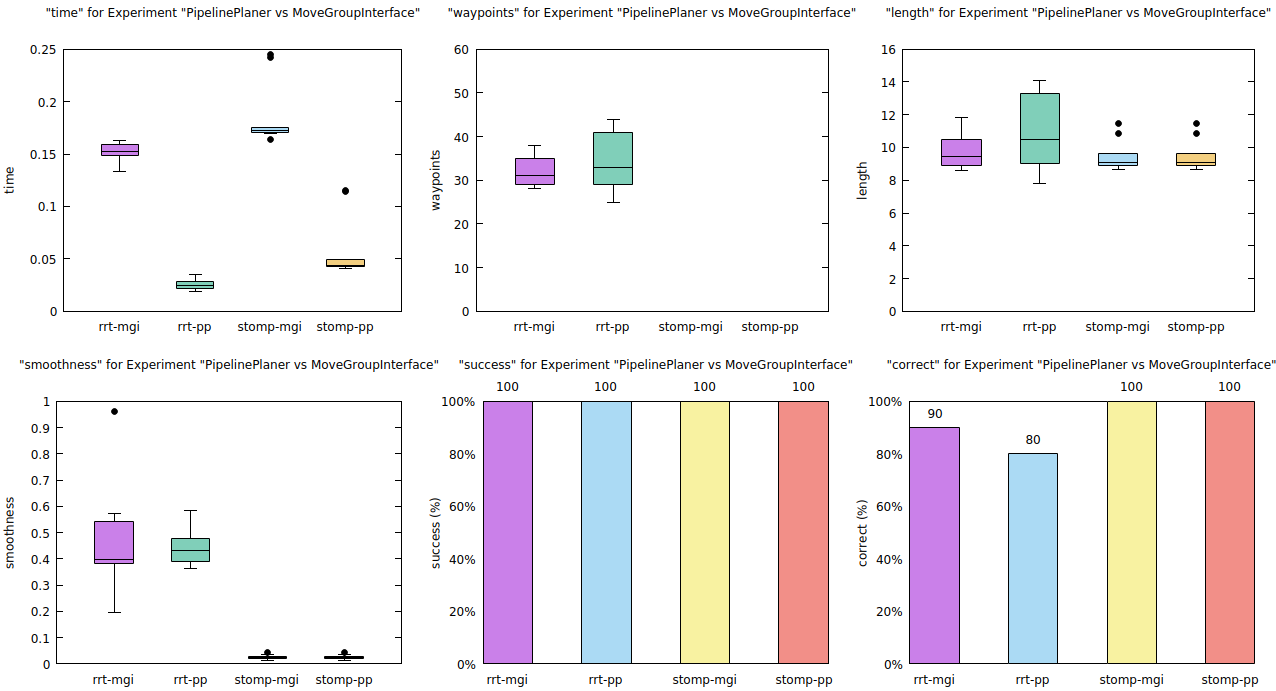 "time" for Experiment "PipelinePlaner vs MoveGroupInterface"
0.25
0.2
0.15
0.1
0.05
0
time
rrt-mgi rrt-pp stomp-mgi stomp-pp
"waypoints" for Experiment "PipelinePlaner vs MoveGroupInterface"
60
50
40
30
20
10
0
waypoints
rrt-mgi rrt-pp stomp-mgi stomp-pp
"length" for Experiment "PipelinePlaner vs MoveGroupInterface"
16
14
12
10
8
6
4
2
0
length
rrt-mgi rrt-pp stomp-mgi stomp-pp
"smoothness" for Experiment "PipelinePlaner vs MoveGroupInterface"
1
0.9
0.8
0.7
0.6
0.5
0.4
0.3
0.2
0.1
0
smoothness
rrt-mgi rrt-pp stomp-mgi stomp-pp
"success" for Experiment "PipelinePlaner vs MoveGroupInterface"
100 100 100 100
100%
80%
60%
40%
20%
0%
success (%)
rrt-mgi rrt-pp stomp-mgi stomp-pp
"correct" for Experiment "PipelinePlaner vs MoveGroupInterface"
100 100
100%
90
80
80%
60%
40%
20%
0%
correct (%)
rrt-mgi rrt-pp stomp-mgi stomp-pp